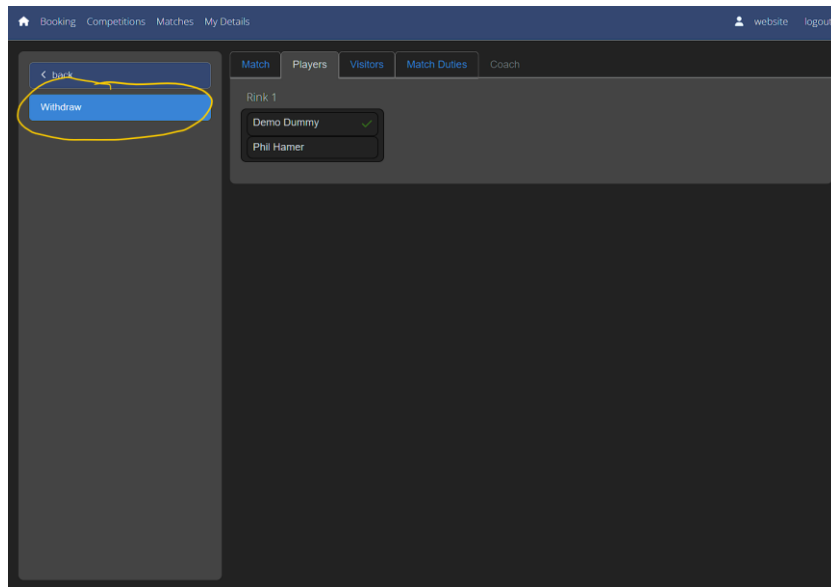 Booking Competitions Matches My Details website logout
back
Withdraw
Match Players Visitors Match Duties Coach
Rink 1
Demo Dummy
Phil Hamer